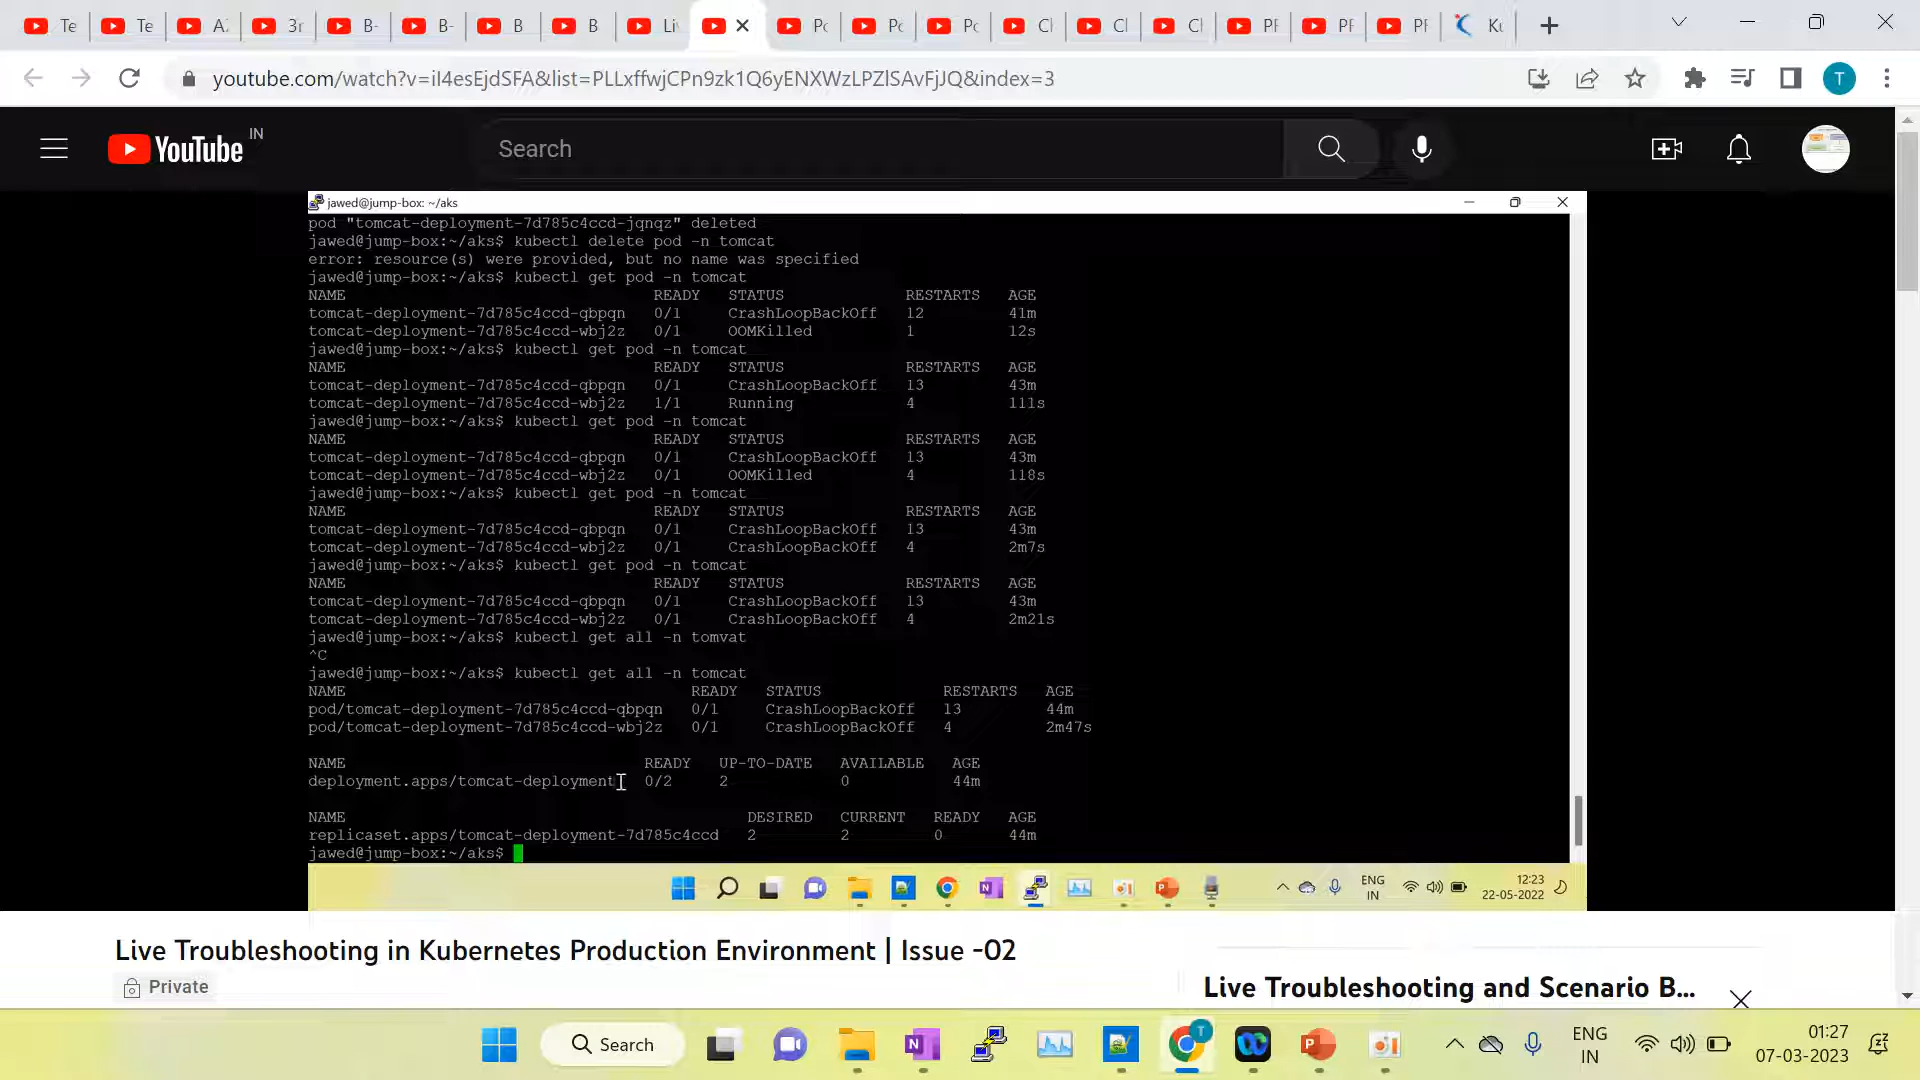 Te
Te
A
3r
B-
B-
B
B
Li
Pc
Pc
Pc
Cl
Cl
Cl
PF
PF
PF
Ku
youtube.com/watch?v=iI4esEjdSFA&list=PLLxffwjCPn9zk1Q6yENXWzLPZlSAvFjJQ&index=3
T
YouTube IN
Search
jawed@jump-box: ~/aks
pod "tomcat-deployment-7d785c4ccd-jqnqz" deleted
jawed@jump-box:~/aks$ kubectl delete pod -n tomcat
error: resource(s) were provided, but no name was specified
jawed@jump-box:~/aks$ kubectl get pod -n tomcat
NAME READY STATUS RESTARTS AGE
tomcat-deployment-7d785c4ccd-qbpqn 0/1 CrashLoopBackOff 12 41m
tomcat-deployment-7d785c4ccd-wbj2z 0/1 OOMKilled 1 12s
jawed@jump-box:~/aks$ kubectl get pod -n tomcat
NAME READY STATUS RESTARTS AGE
tomcat-deployment-7d785c4ccd-qbpqn 0/1 CrashLoopBackOff 13 43m
tomcat-deployment-7d785c4ccd-wbj2z 1/1 Running 4 111s
jawed@jump-box:~/aks$ kubectl get pod -n tomcat
NAME READY STATUS RESTARTS AGE
tomcat-deployment-7d785c4ccd-qbpqn 0/1 CrashLoopBackOff 13 43m
tomcat-deployment-7d785c4ccd-wbj2z 0/1 OOMKilled 4 118s
jawed@jump-box:~/aks$ kubectl get pod -n tomcat
NAME READY STATUS RESTARTS AGE
tomcat-deployment-7d785c4ccd-qbpqn 0/1 CrashLoopBackOff 13 43m
tomcat-deployment-7d785c4ccd-wbj2z 0/1 CrashLoopBackOff 4 2m7s
jawed@jump-box:~/aks$ kubectl get pod -n tomcat
NAME READY STATUS RESTARTS AGE
tomcat-deployment-7d785c4ccd-qbpqn 0/1 CrashLoopBackOff 13 43m
tomcat-deployment-7d785c4ccd-wbj2z 0/1 CrashLoopBackOff 4 2m21s
jawed@jump-box:~/aks$ kubectl get all -n tomvat
^C
jawed@jump-box:~/aks$ kubectl get all -n tomcat
NAME READY STATUS RESTARTS AGE
pod/tomcat-deployment-7d785c4ccd-qbpqn 0/1 CrashLoopBackOff 13 44m
pod/tomcat-deployment-7d785c4ccd-wbj2z 0/1 CrashLoopBackOff 4 2m47s
NAME READY UP-TO-DATE AVAILABLE AGE
deployment.apps/tomcat-deployment 0/2 2 0 44m
NAME DESIRED CURRENT READY AGE
replicaset.apps/tomcat-deployment-7d785c4ccd 2 2 0 44m
jawed@jump-box:~/aks$
ENG
IN
12:23
22-05-2022
Live Troubleshooting in Kubernetes Production Environment | Issue -02
Private
Live Troubleshooting and Scenario B...
Search
T
ENG
IN
01:27
07-03-2023